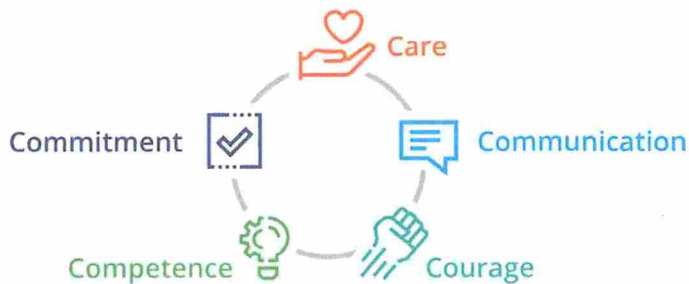 Care
Commitment
Communication
Competence
Courage